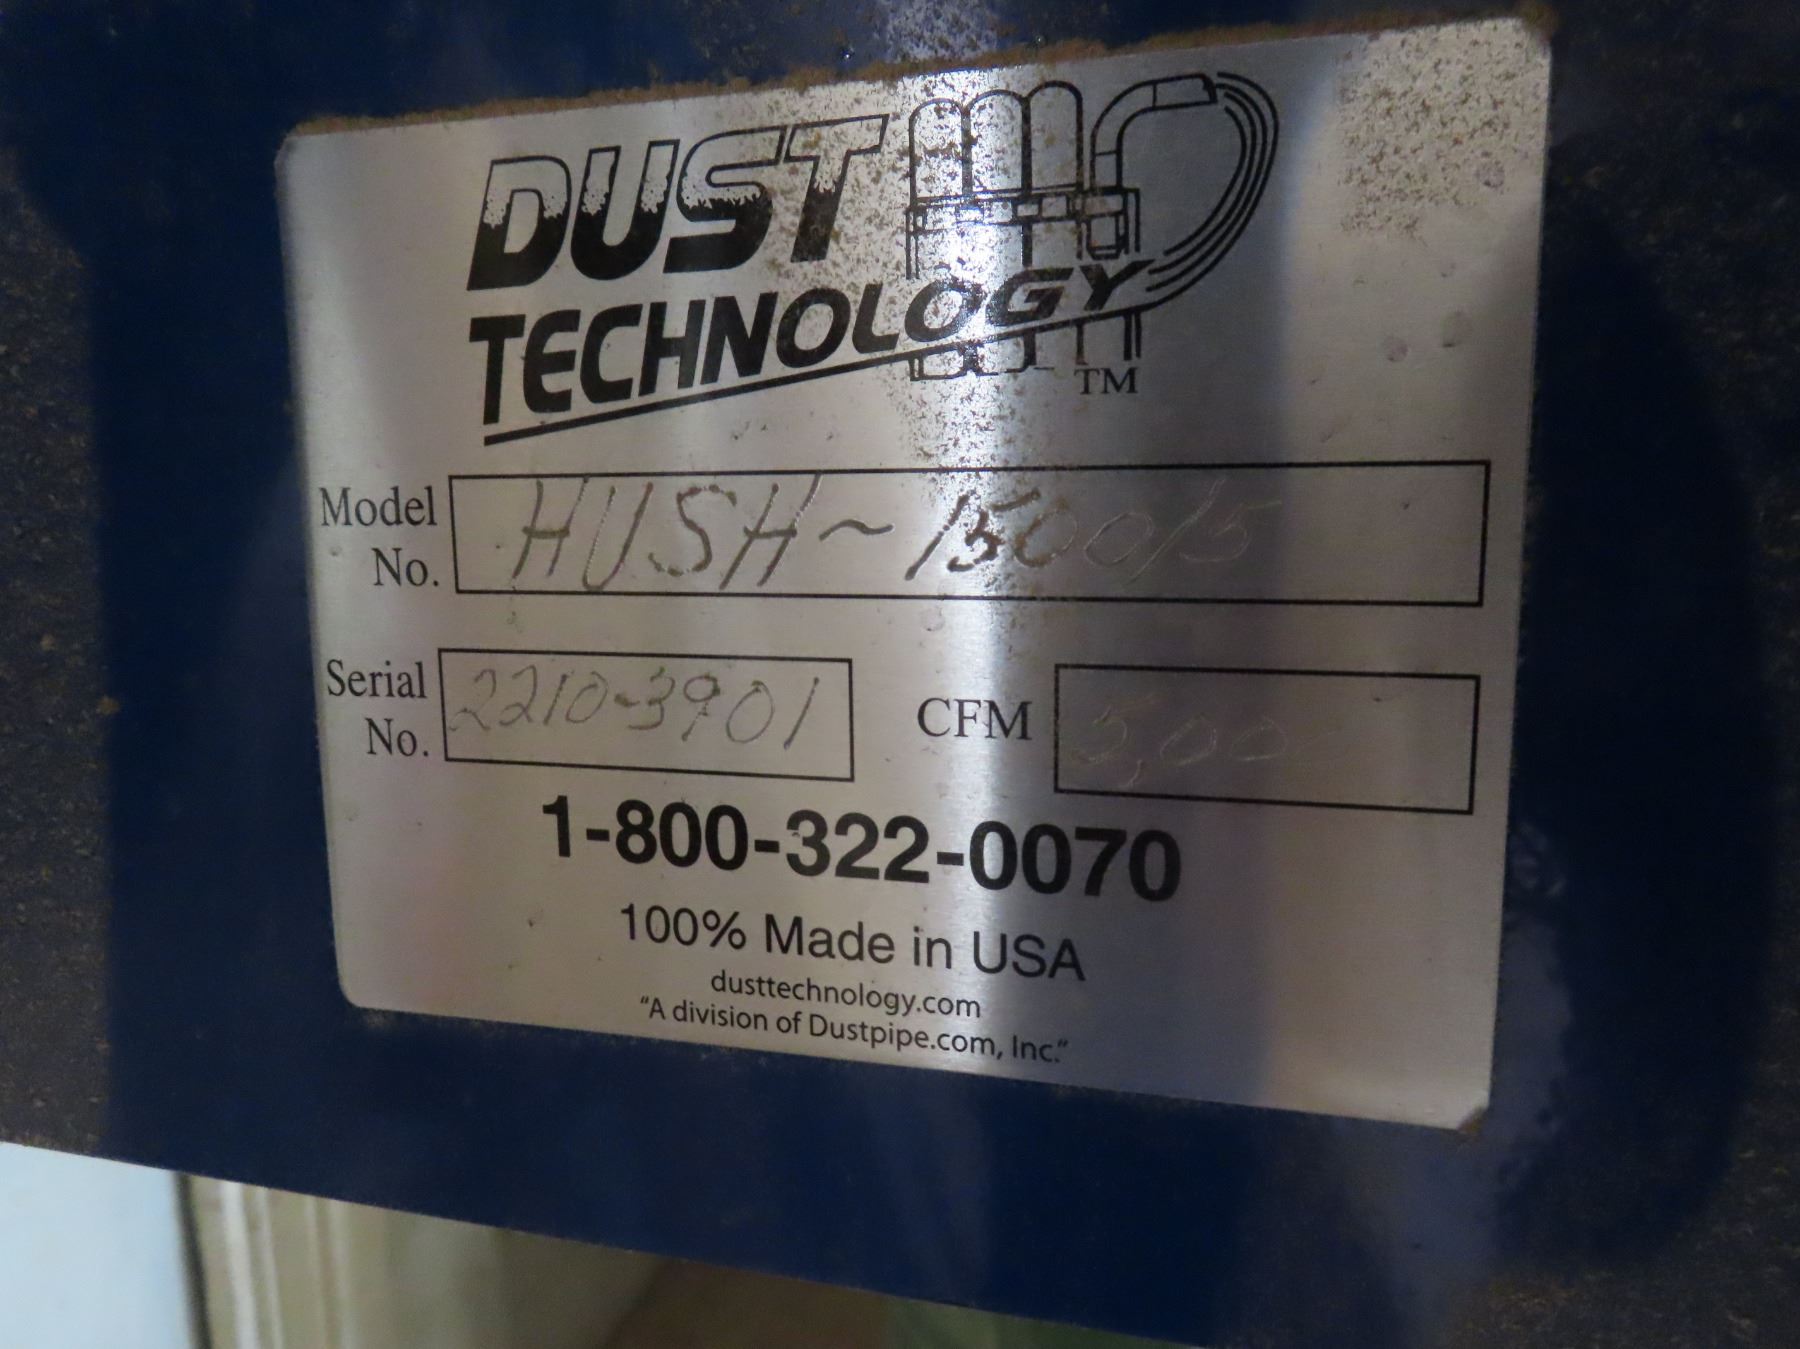 DUST
TECHNOLOGY
TM
Model No. HUSH~1500/5
Serial No. 2210-3901
CFM 5,000
1-800-322-0070
100% Made in USA
dusttechnology.com
“A division of Dustpipe.com, Inc.”